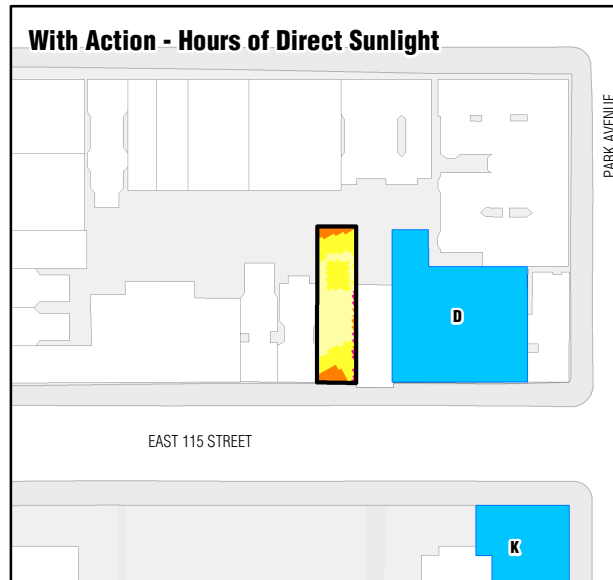 With Action - Hours of Direct Sunlight
PARK AVENUE
D
EAST 115 STREET
K